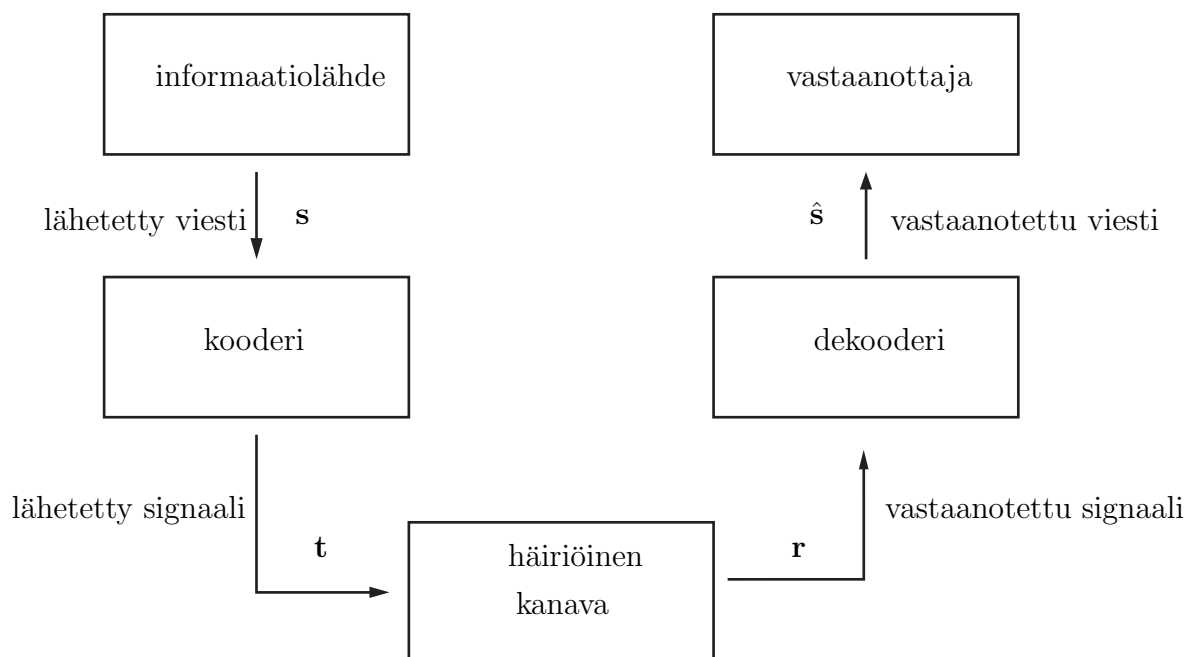 informaatiolähde
vastaanottaja
lähetetty viesti
s
ŝ
vastaanotettu viesti
kooderi
dekooderi
lähetetty signaali
t
häiriöinen
kanava
r
vastaanotettu signaali